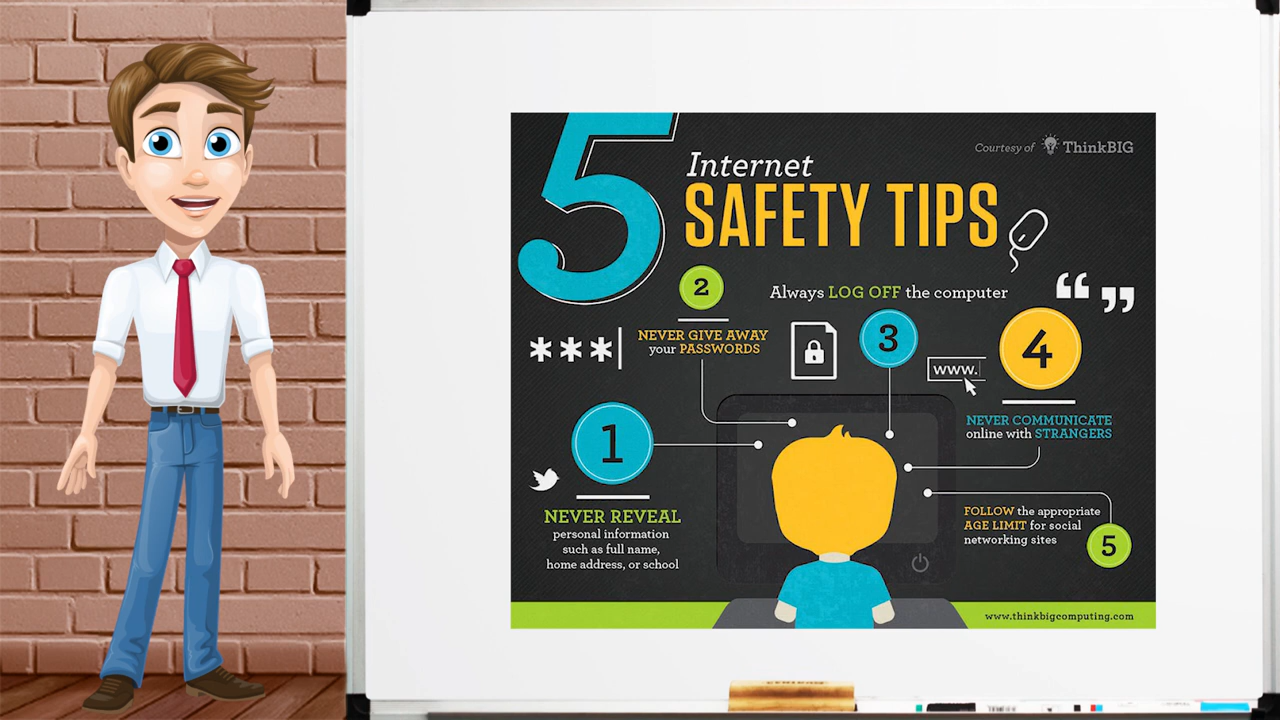 5
Internet
SAFETY TIPS
Courtesy of ThinkBIG
1
NEVER REVEAL
personal information
such as full name,
home address, or school
2
NEVER GIVE AWAY
your PASSWORDS
***|
Always LOG OFF the computer
3
www.
“ ”
4
NEVER COMMUNICATE
online with STRANGERS
FOLLOW the appropriate
AGE LIMIT for social
networking sites
5
www.thinkbigcomputing.com